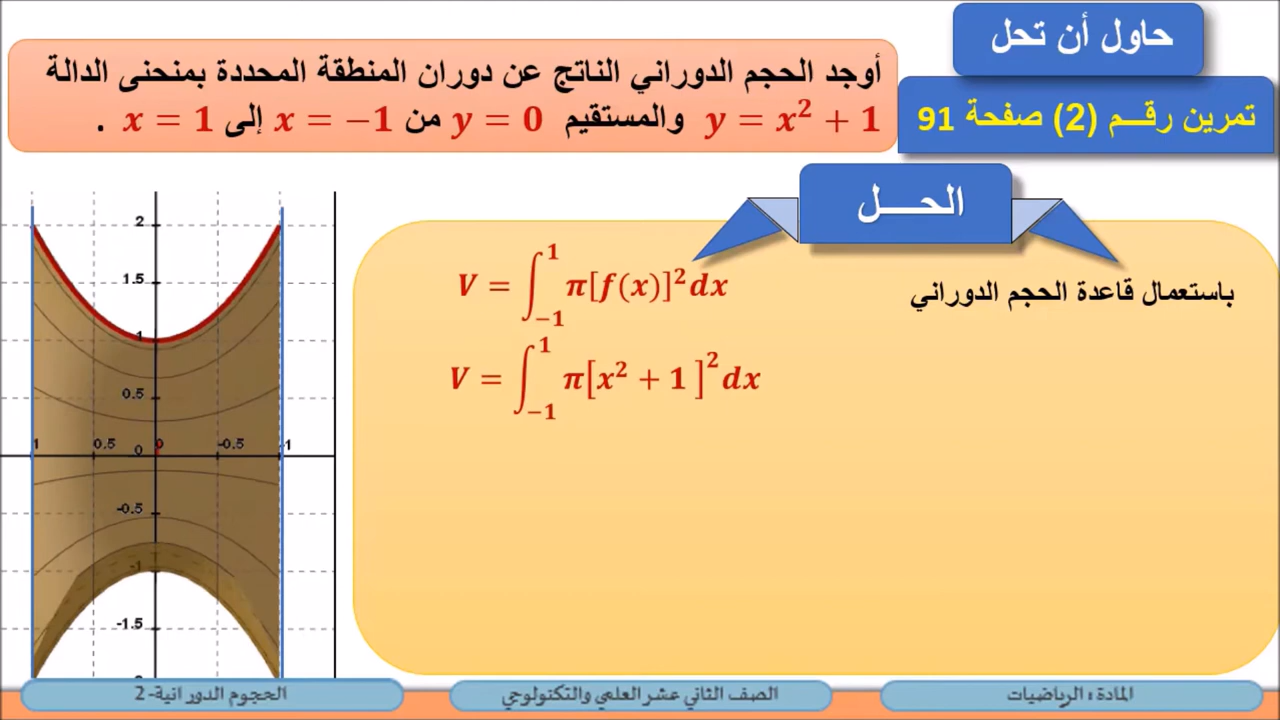 حاول أن تحل
تمرين رقـــم (2) صفحة 91
أوجد الحجم الدوراني الناتج عن دوران المنطقة المحددة بمنحنى الدالة
y = x² + 1 والمستقيم y = 0 من x = −1 إلى x = 1 .
الحـــــل
باستعمال قاعدة الحجم الدوراني
V = ∫₋₁¹ π[f(x)]² dx
V = ∫₋₁¹ π[x² + 1 ]² dx
2
1.5
1
0.5
1 0.5 0 0 -0.5 -1
-0.5
-1
-1.5
المادة : الرياضيات
الصف الثاني عشر العلمي والتكنولوجي
الحجوم الدورانية- 2